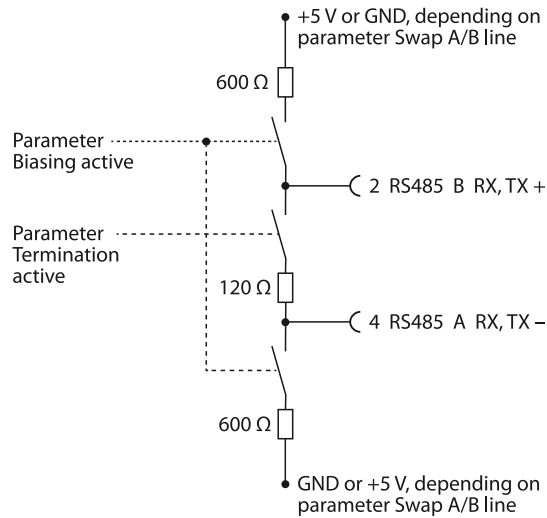 +5 V or GND, depending on
parameter Swap A/B line
600 Ω
Parameter
Biasing active
2 RS485 B RX, TX +
Parameter
Termination
active
120 Ω
4 RS485 A RX, TX –
600 Ω
GND or +5 V, depending on
parameter Swap A/B line